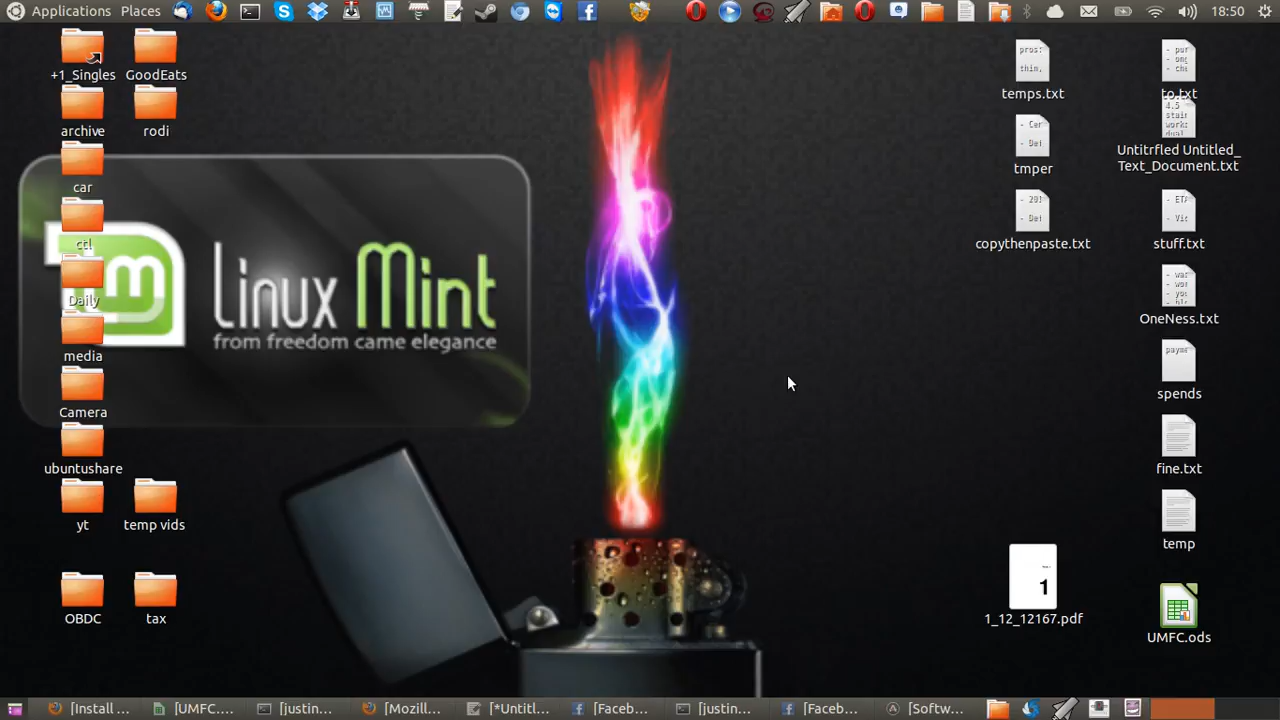 Applications Places
18:50
+1_Singles
GoodEats
archive
rodi
car
ctl
Daily
media
Camera
ubuntushare
yt
temp vids
OBDC
tax
Linux Mint
from freedom came elegance
temps.txt
to.txt
tmper
Untitrfled Untitled_
Text_Document.txt
copythenpaste.txt
stuff.txt
OneNess.txt
spends
fine.txt
temp
1
1_12_12167.pdf
UMFC.ods
[Install ...
[UMFC....
[justin...
[Mozill...
[*Untitl...
[Faceb...
[justin...
[Faceb...
[Softw...